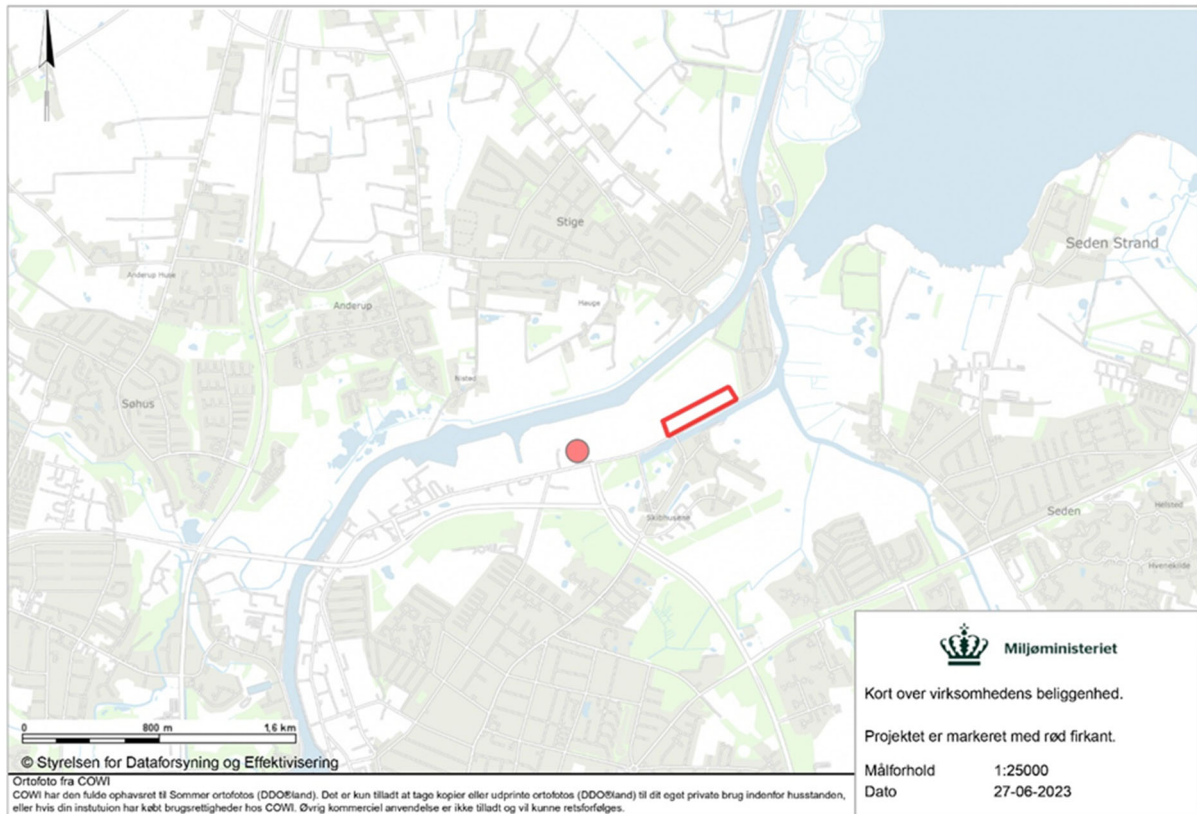 Stige
Seden Strand
Anderup Huse
Anderup
Hauge
Nisted
Søhus
Skibhusene
Seden
Helsted
Hvenekilde
0 800 m 1,6 km
© Styrelsen for Dataforsyning og Effektivisering
Ortofoto fra COWI
COWI har den fulde ophavsret til Sommer ortofotos (DDO®land). Det er kun tilladt at tage kopier eller udprinte ortofotos (DDO®land) til dit eget private brug indenfor husstanden,
eller hvis din instutuion har købt brugsrettigheder hos COWI. Øvrig kommerciel anvendelse er ikke tilladt og vil kunne retsforfølges.
Miljøministeriet
Kort over virksomhedens beliggenhed.
Projektet er markeret med rød firkant.
Målforhold 1:25000
Dato 27-06-2023